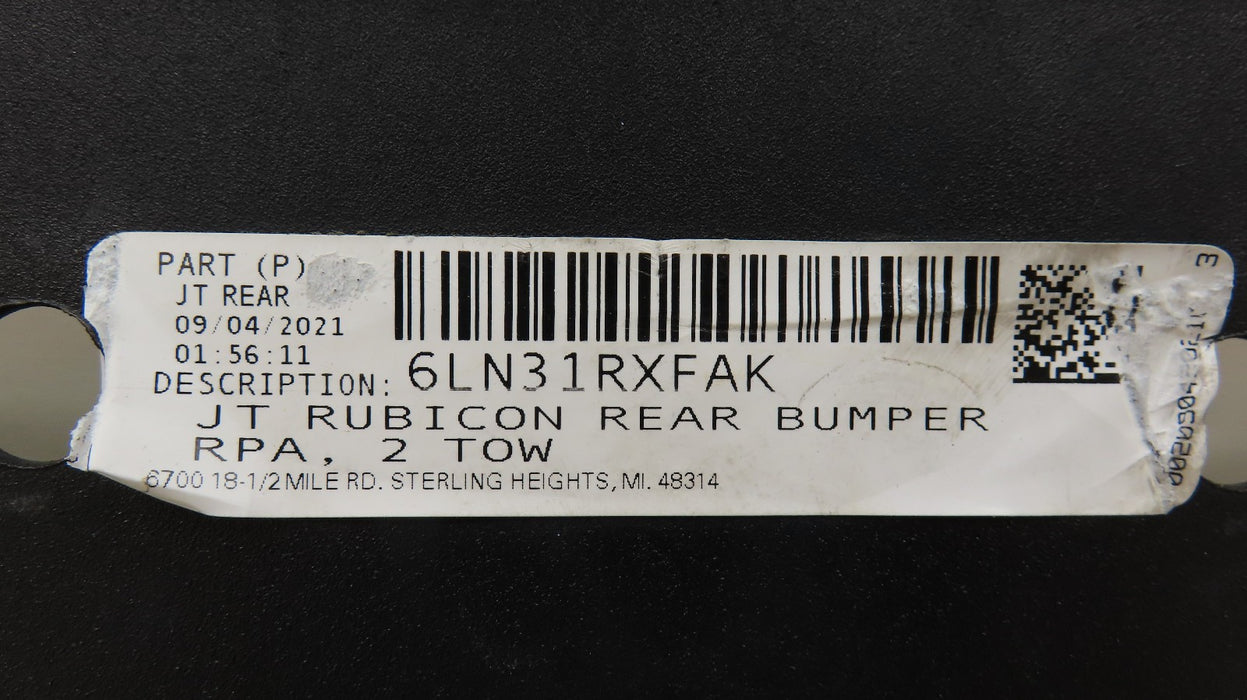 PART (P)
JT REAR
09/04/2021
01:56:11
6LN31RXFAK
DESCRIPTION:
JT RUBICON REAR BUMPER
RPA, 2 TOW
6700 18-1/2 MILE RD. STERLING HEIGHTS, MI. 48314
3